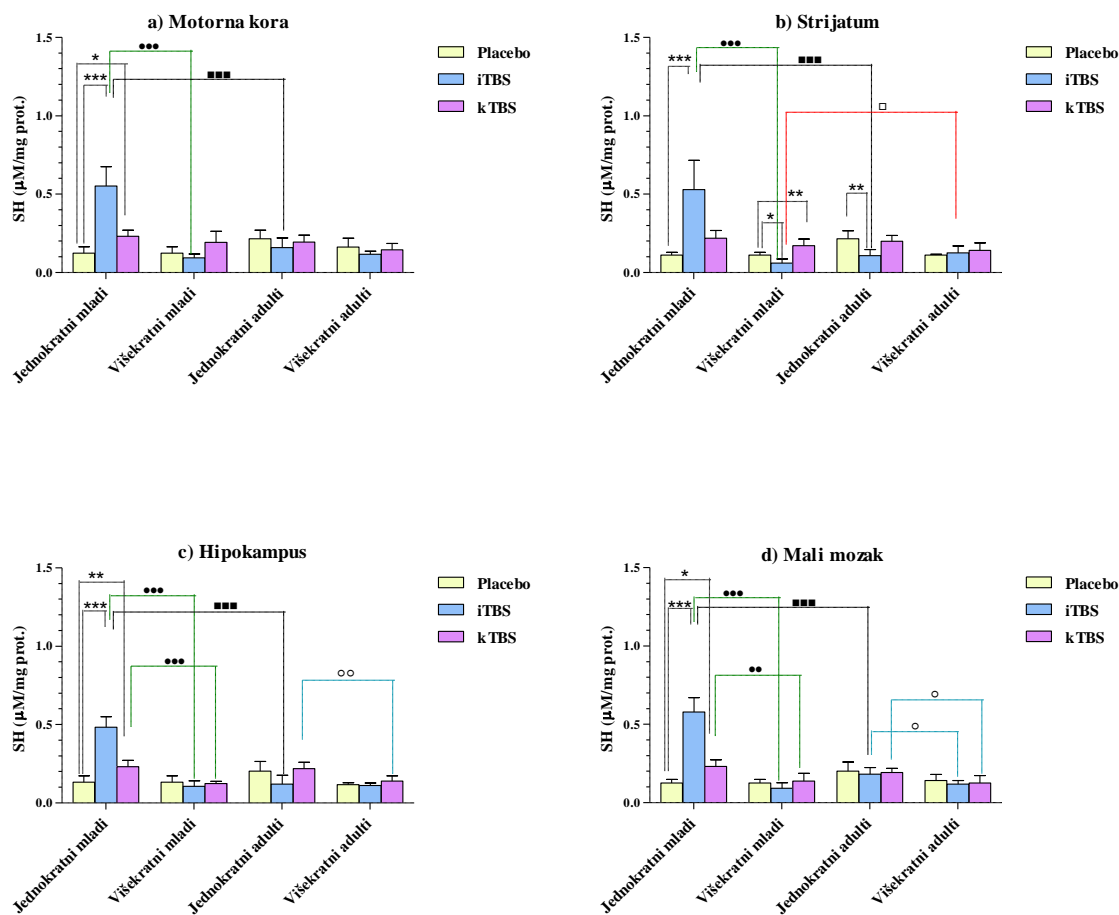 a) Motorna kora
SH (µM/mg prot.)
1.5
1.0
0.5
0.0
*
***
●●●
■■■
Placebo
iTBS
kTBS
Jednokratni mladi
Višekratni mladi
Jednokratni adulti
Višekratni adulti
b) Strijatum
SH (µM/mg prot.)
1.5
1.0
0.5
0.0
***
●●●
■■■
□
**
*
**
Placebo
iTBS
kTBS
Jednokratni mladi
Višekratni mladi
Jednokratni adulti
Višekratni adulti
c) Hipokampus
SH (µM/mg prot.)
1.5
1.0
0.5
0.0
**
***
●●●
■■■
●●●
○○
Placebo
iTBS
kTBS
Jednokratni mladi
Višekratni mladi
Jednokratni adulti
Višekratni adulti
d) Mali mozak
SH (µM/mg prot.)
1.5
1.0
0.5
0.0
*
***
●●●
■■■
●●
○
○
Placebo
iTBS
kTBS
Jednokratni mladi
Višekratni mladi
Jednokratni adulti
Višekratni adulti